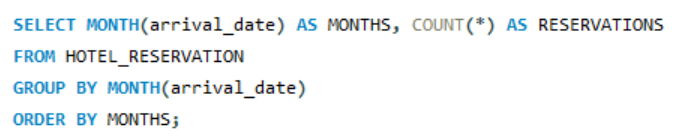 SELECT MONTH(arrival_date) AS MONTHS, COUNT(*) AS RESERVATIONS
FROM HOTEL_RESERVATION
GROUP BY MONTH(arrival_date)
ORDER BY MONTHS;